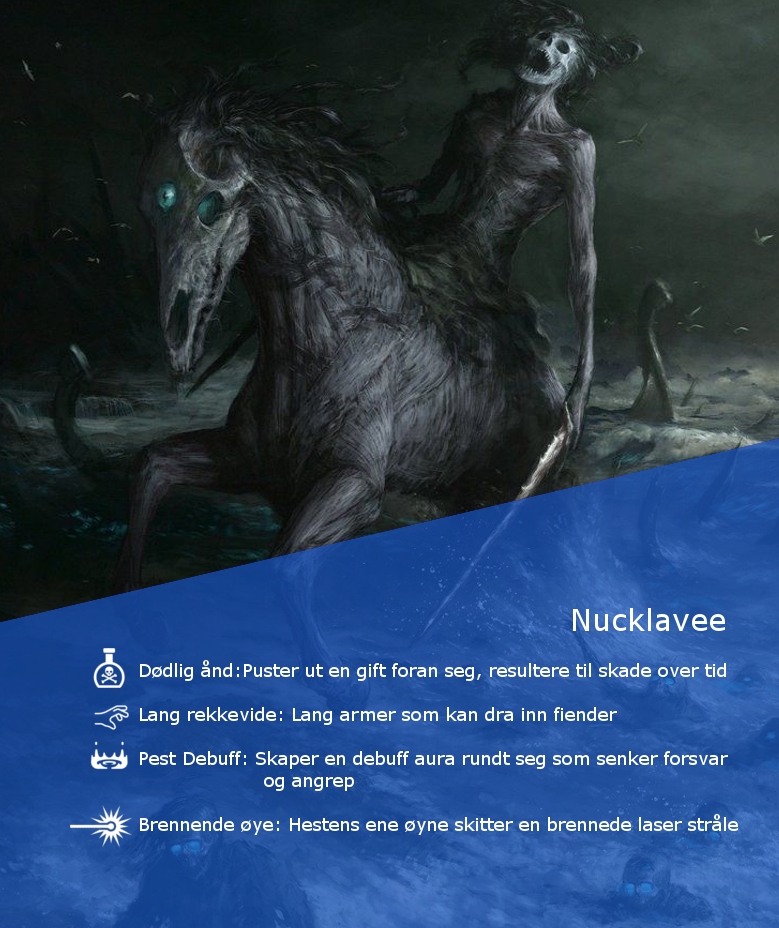 Nucklavee
Dødlig ånd:Puster ut en gift foran seg, resultere til skade over tid
Lang rekkevide: Lang armer som kan dra inn fiender
Pest Debuff: Skaper en debuff aura rundt seg som senker forsvar
og angrep
Brennende øye: Hestens ene øyne skitter en brennede laser stråle